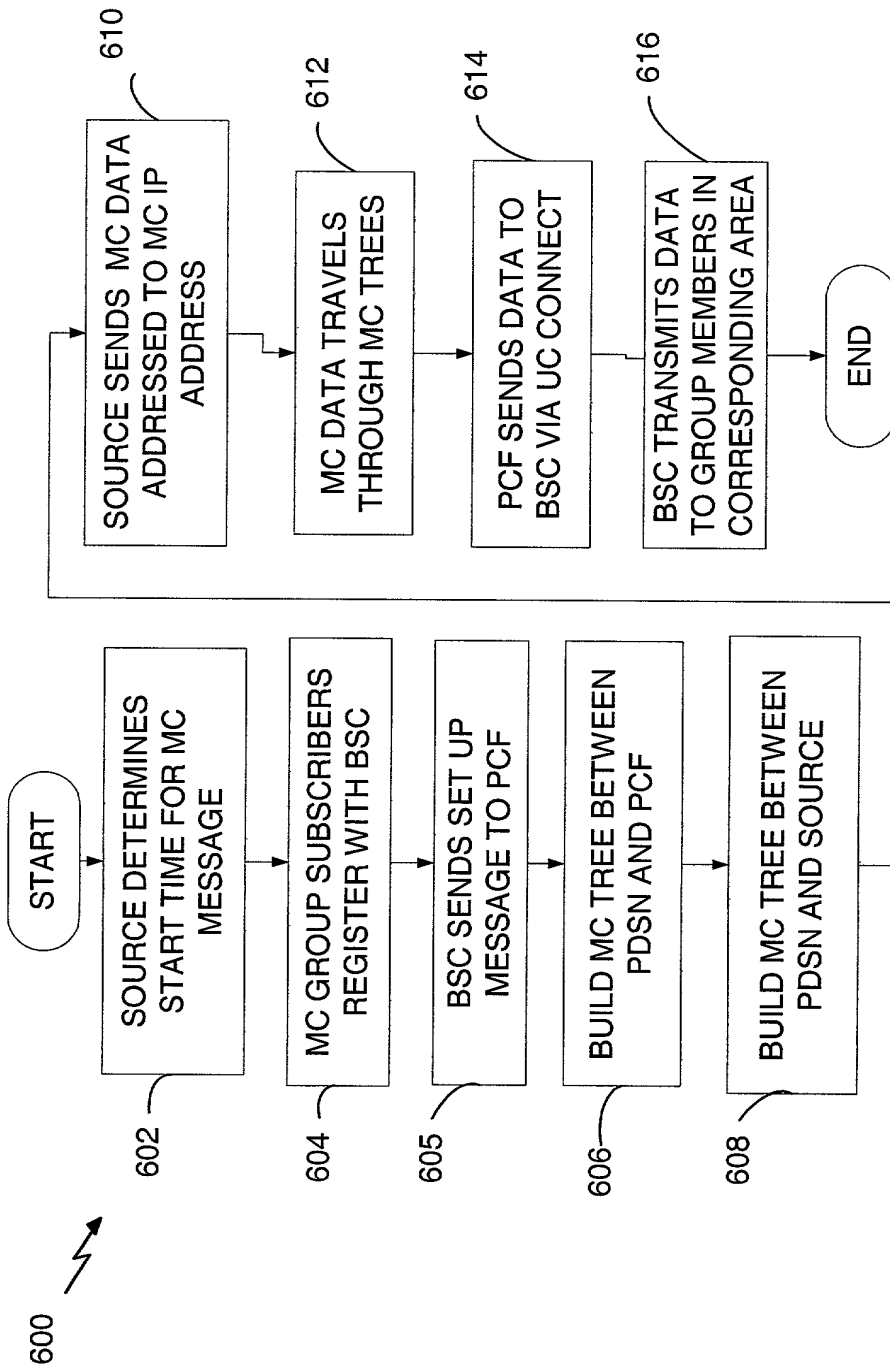 600
START
SOURCE DETERMINES
START TIME FOR MC
MESSAGE
602
MC GROUP SUBSCRIBERS
REGISTER WITH BSC
604
BSC SENDS SET UP
MESSAGE TO PCF
605
BUILD MC TREE BETWEEN
PDSN AND PCF
606
BUILD MC TREE BETWEEN
PDSN AND SOURCE
608
SOURCE SENDS MC DATA
ADDRESSED TO MC IP
ADDRESS
610
MC DATA TRAVELS
THROUGH MC TREES
612
PCF SENDS DATA TO
BSC VIA UC CONNECT
614
BSC TRANSMITS DATA
TO GROUP MEMBERS IN
CORRESPONDING AREA
616
END